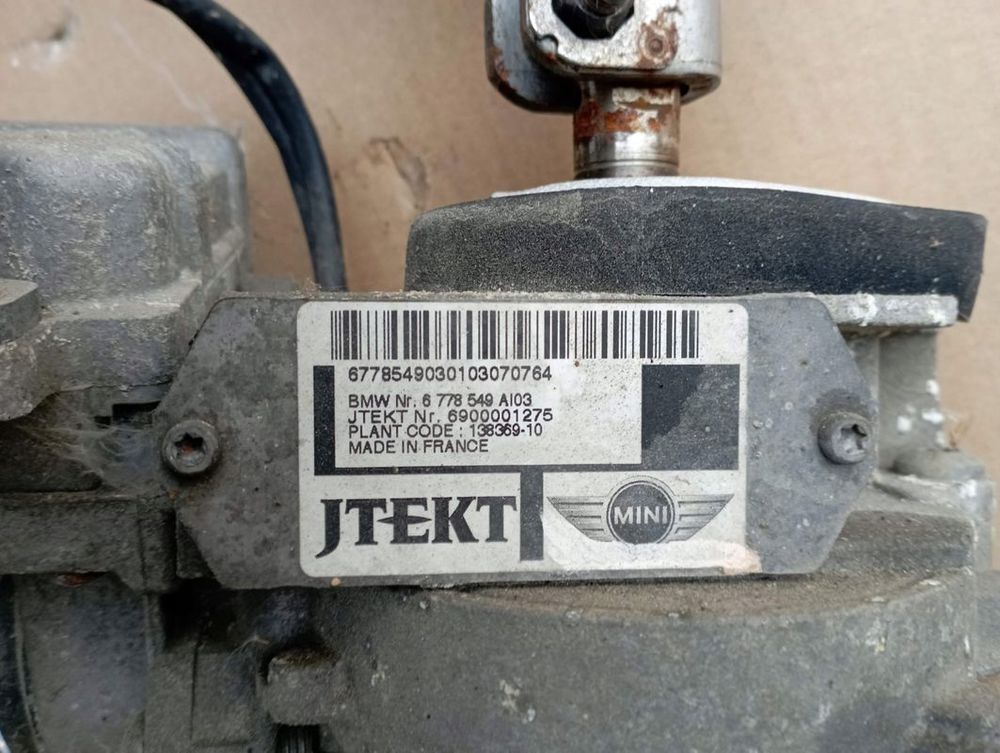 6778549030103070764
BMW Nr. 6 778 549 AI03
JTEKT Nr. 6900001275
PLANT CODE : 138369-10
MADE IN FRANCE
JTEKT
MINI